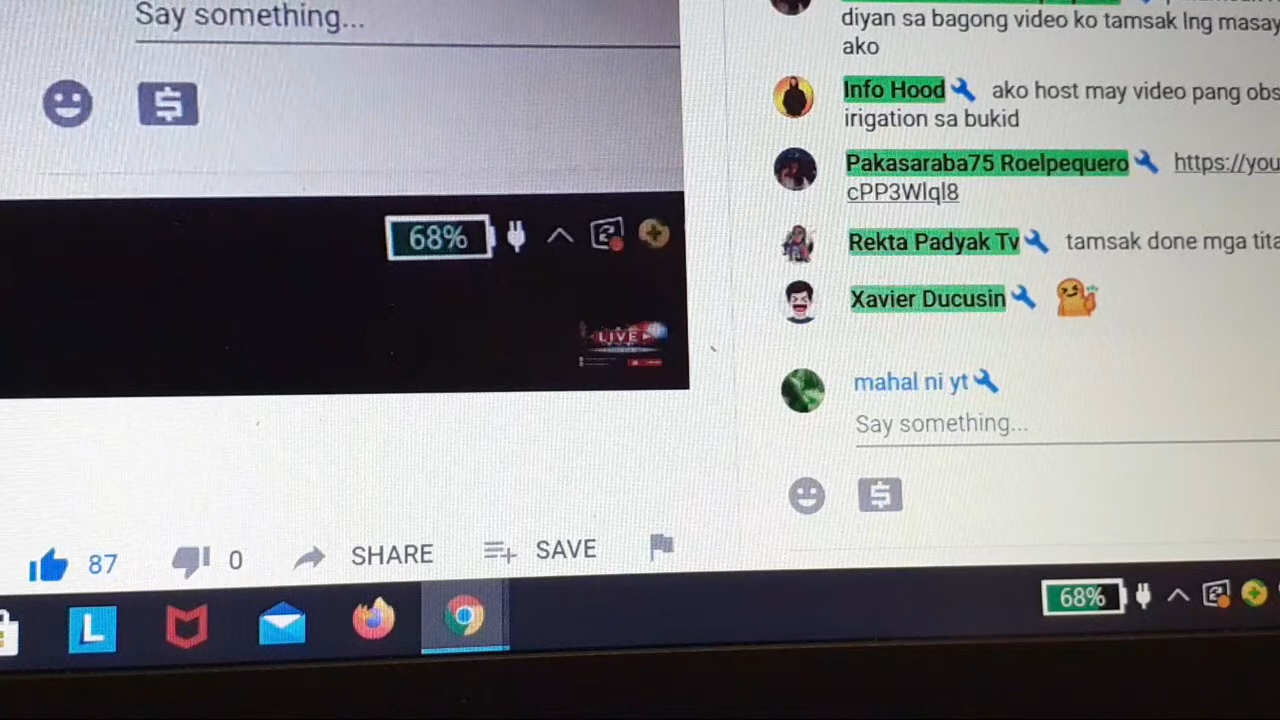 Say something...
68%
LIVE
diyan sa bagong video ko tamsak lng masay
ako
Info Hood ako host may video pang obs
irigation sa bukid
Pakasaraba75 Roelpequero https://you
cPP3Wlql8
Rekta Padyak Tv tamsak done mga tita
Xavier Ducusin
mahal ni yt
Say something...
87 0 SHARE SAVE
L
68%